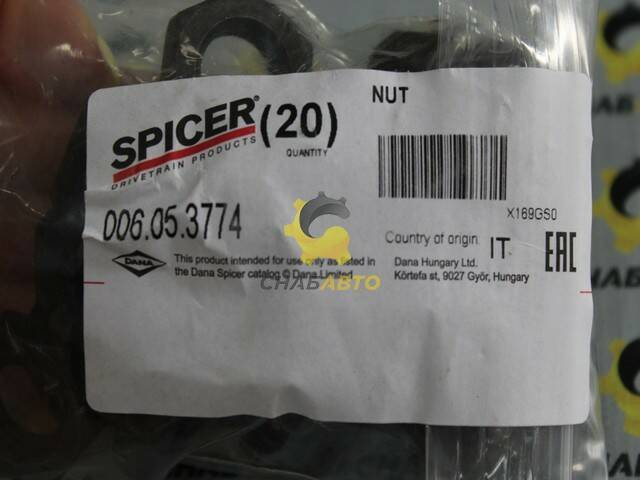 NUT
SPICER®
(20)
DRIVETRAIN PRODUCTS
QUANTITY
X169GS0
006.05.3774
Country of origin IT
EAC
DANA
This product intended for use only as listed in
the Dana Spicer catalog © Dana Limited
Dana Hungary Ltd.
Körtefa st, 9027 Győr, Hungary
СНАБАВТО